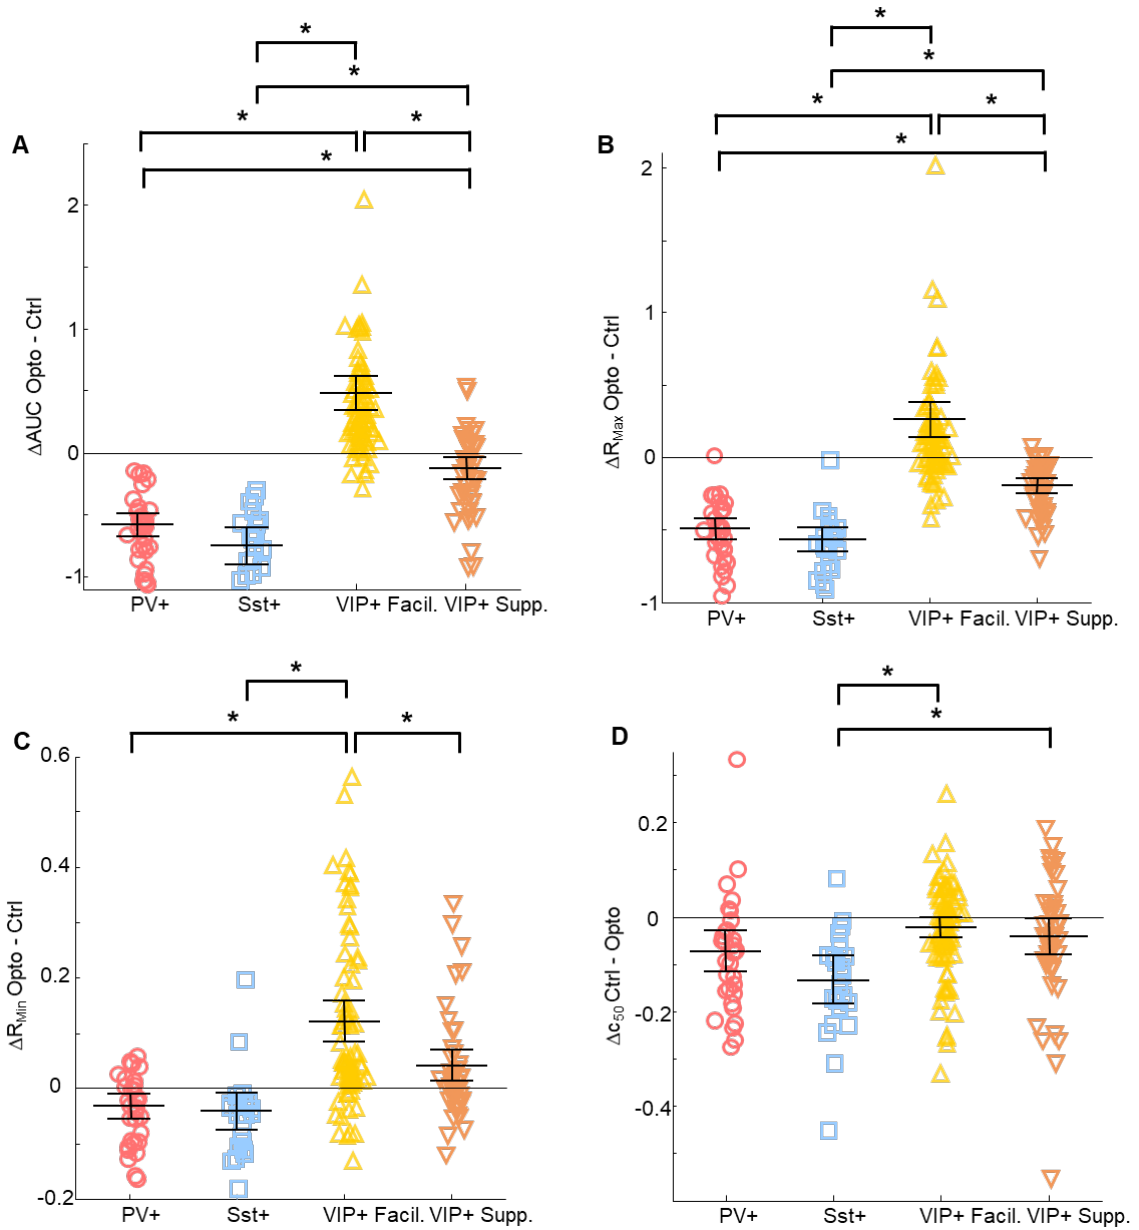 *
*
*
*
*
A
ΔAUC Opto - Ctrl
2
1
0
-1
PV+ Sst+ VIP+ Facil. VIP+ Supp.
*
*
*
*
*
B
ΔRMax Opto - Ctrl
2
1
0
-1
PV+ Sst+ VIP+ Facil. VIP+ Supp.
*
*
*
C
ΔRMin Opto - Ctrl
0.6
0.4
0.2
0
-0.2
PV+ Sst+ VIP+ Facil. VIP+ Supp.
*
*
D
Δc50 Ctrl - Opto
0.2
0
-0.2
-0.4
PV+ Sst+ VIP+ Facil. VIP+ Supp.